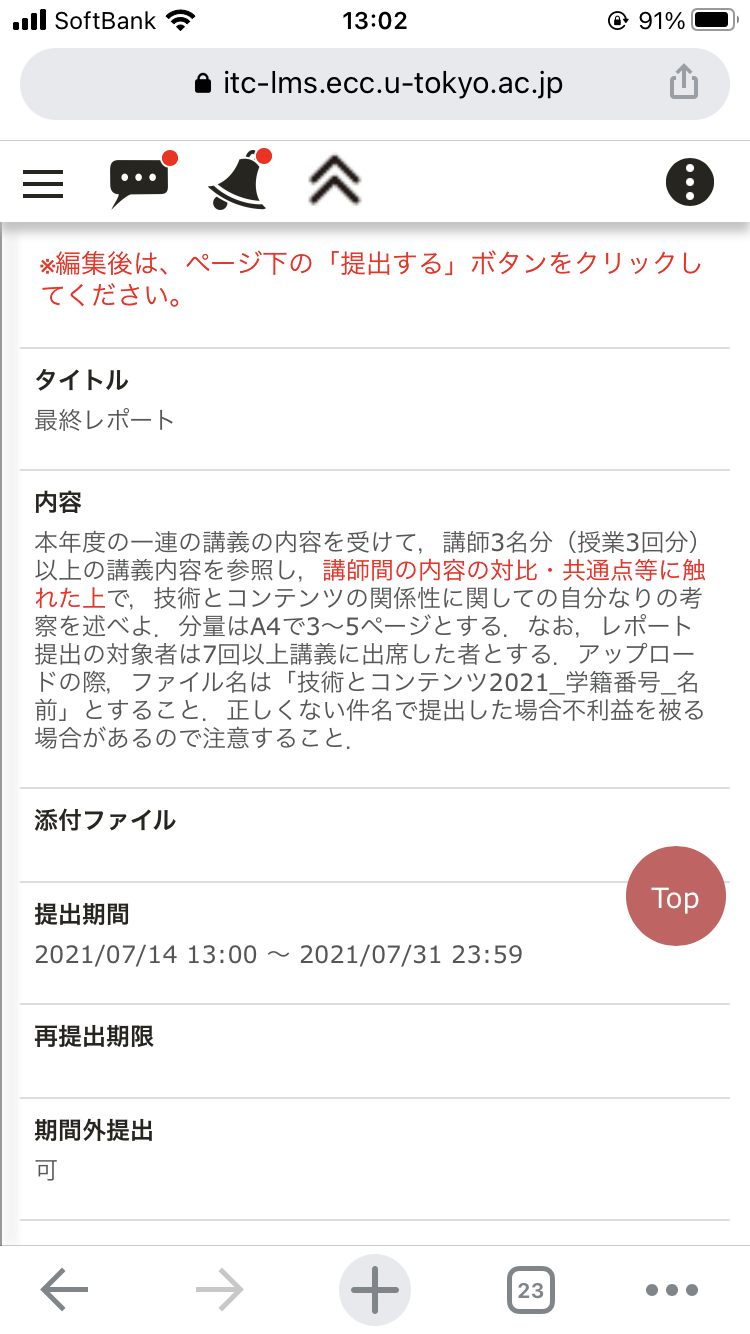 SoftBank 13:02 91%
itc-lms.ecc.u-tokyo.ac.jp
※編集後は、ページ下の「提出する」ボタンをクリックし
てください。
タイトル
最終レポート
内容
本年度の一連の講義の内容を受けて，講師3名分（授業3回分）
以上の講義内容を参照し，講師間の内容の対比・共通点等に触
れた上で，技術とコンテンツの関係性に関しての自分なりの考
察を述べよ．分量はA4で3〜5ページとする．なお，レポート
提出の対象者は7回以上講義に出席した者とする．アップロー
ドの際，ファイル名は「技術とコンテンツ2021_学籍番号_名
前」とすること．正しくない件名で提出した場合不利益を被る
場合があるので注意すること．
添付ファイル
Top
提出期間
2021/07/14 13:00 〜 2021/07/31 23:59
再提出期限
期間外提出
可
23